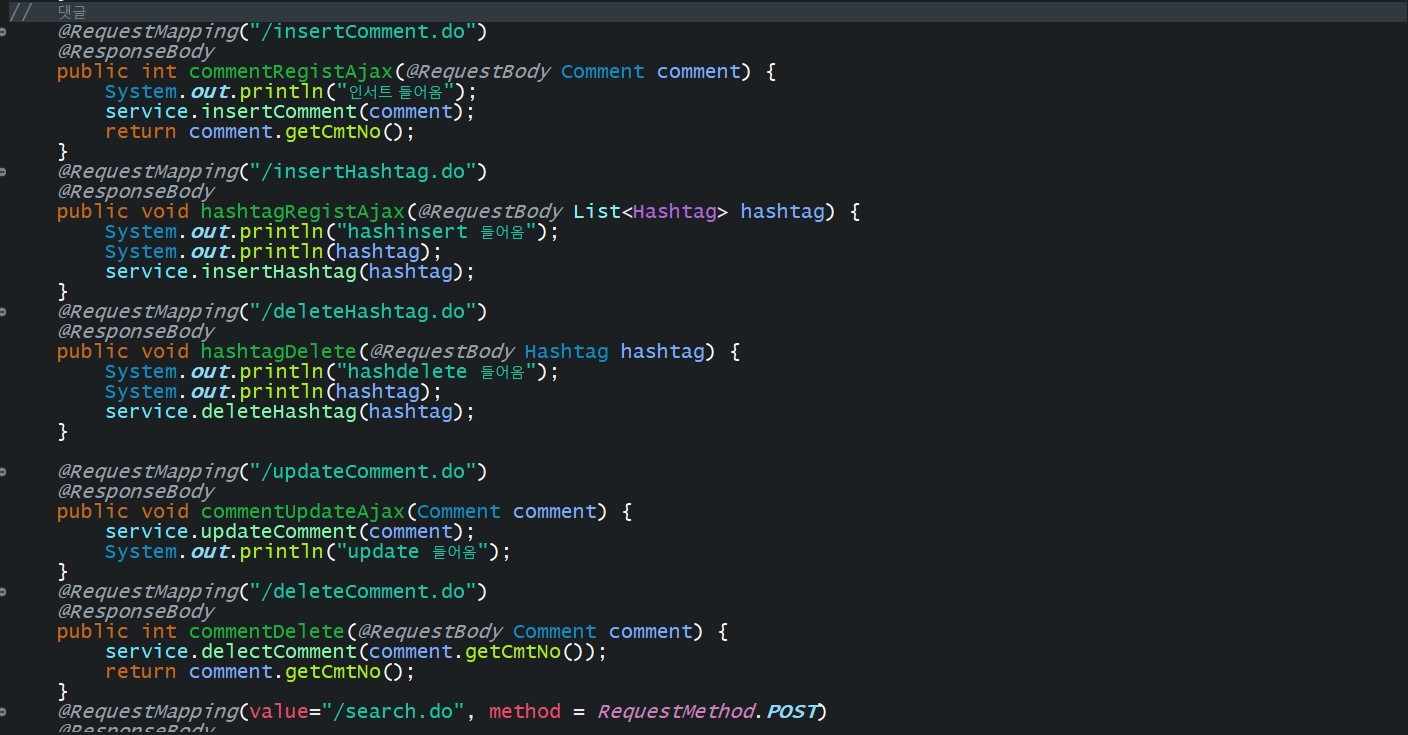 //  댓글
@RequestMapping("/insertComment.do")
@ResponseBody
public int commentRegistAjax(@RequestBody Comment comment) {
System.out.println("인서트 들어옴");
service.insertComment(comment);
return comment.getCmtNo();
}
@RequestMapping("/insertHashtag.do")
@ResponseBody
public void hashtagRegistAjax(@RequestBody List<Hashtag> hashtag) {
System.out.println("hashinsert 들어옴");
System.out.println(hashtag);
service.insertHashtag(hashtag);
}
@RequestMapping("/deleteHashtag.do")
@ResponseBody
public void hashtagDelete(@RequestBody Hashtag hashtag) {
System.out.println("hashdelete 들어옴");
System.out.println(hashtag);
service.deleteHashtag(hashtag);
}
@RequestMapping("/updateComment.do")
@ResponseBody
public void commentUpdateAjax(Comment comment) {
service.updateComment(comment);
System.out.println("update 들어옴");
}
@RequestMapping("/deleteComment.do")
@ResponseBody
public int commentDelete(@RequestBody Comment comment) {
service.delectComment(comment.getCmtNo());
return comment.getCmtNo();
}
@RequestMapping(value="/search.do", method = RequestMethod.POST)
@ResponseBody